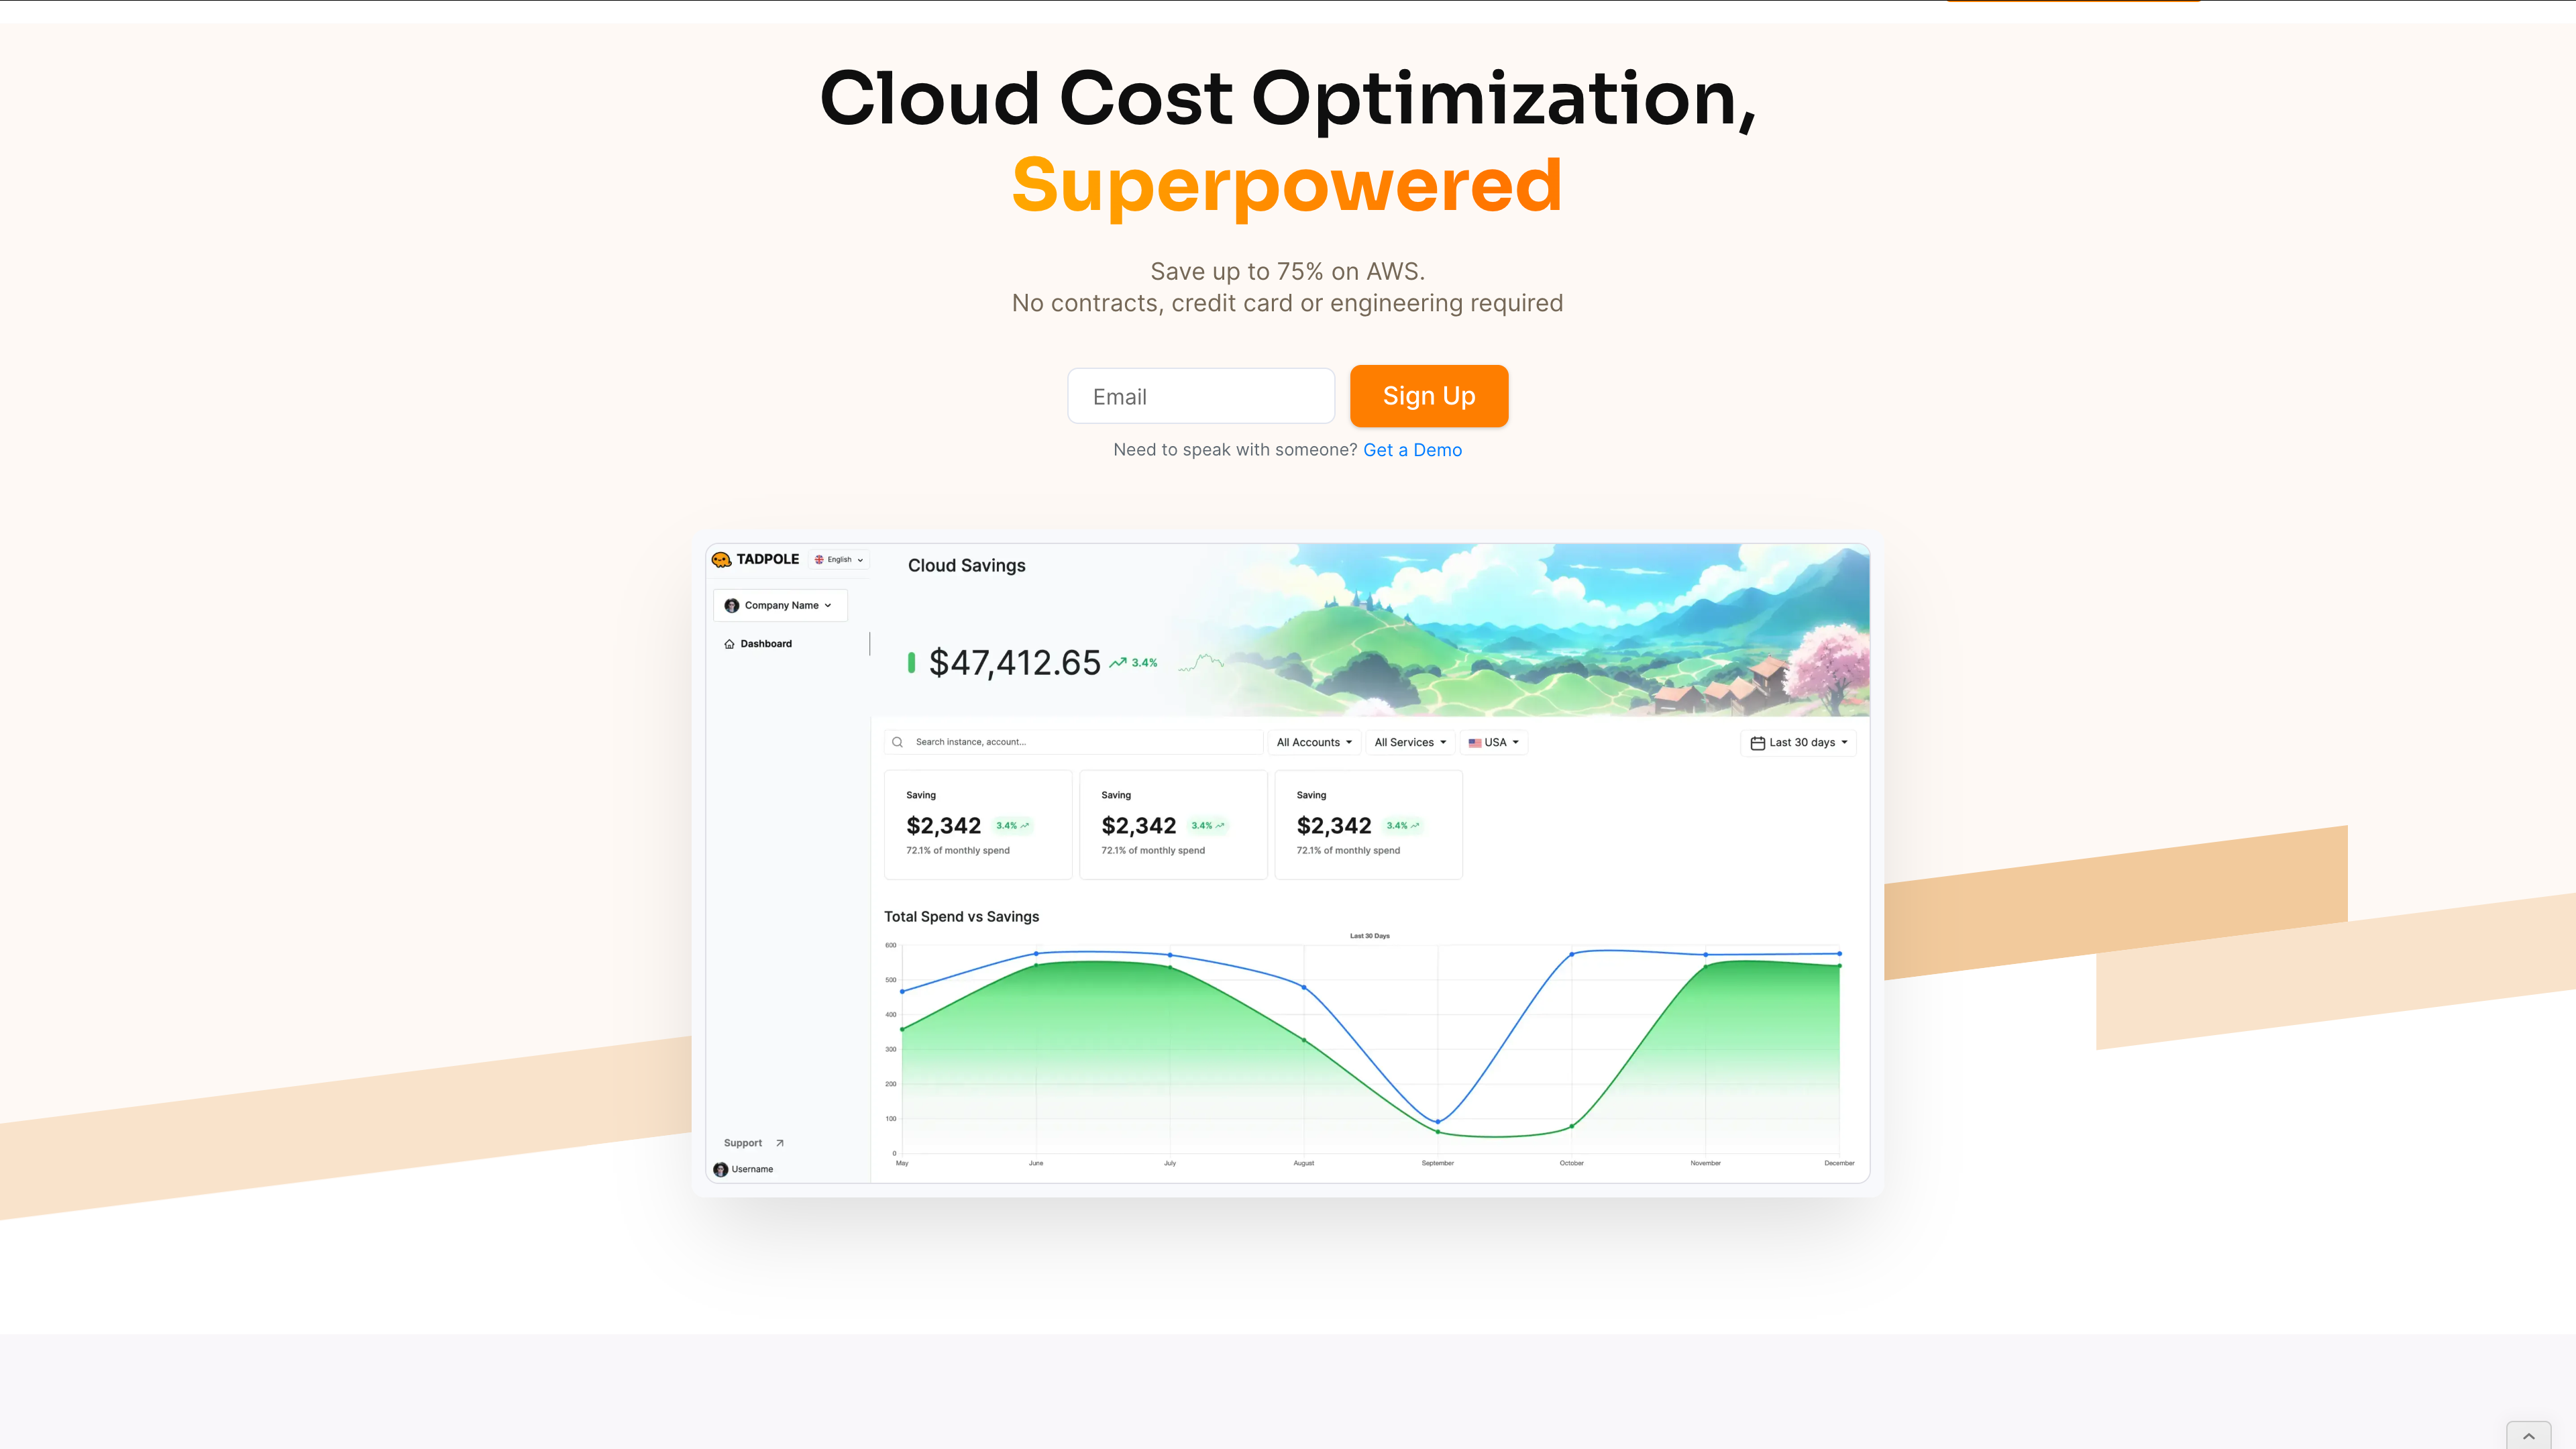 Cloud Cost Optimization,
Superpowered
Save up to 75% on AWS.
No contracts, credit card or engineering required
Email
Sign Up
Need to speak with someone? Get a Demo
TADPOLE
English
Company Name
Dashboard
Cloud Savings
$47,412.65
3.4%
Search instance, account...
All Accounts
All Services
USA
Last 30 days
Saving
$2,342
3.4%
72.1% of monthly spend
Saving
$2,342
3.4%
72.1% of monthly spend
Saving
$2,342
3.4%
72.1% of monthly spend
Total Spend vs Savings
Last 30 Days
600
500
400
300
200
100
0
May
June
July
August
September
October
November
December
Support
Username